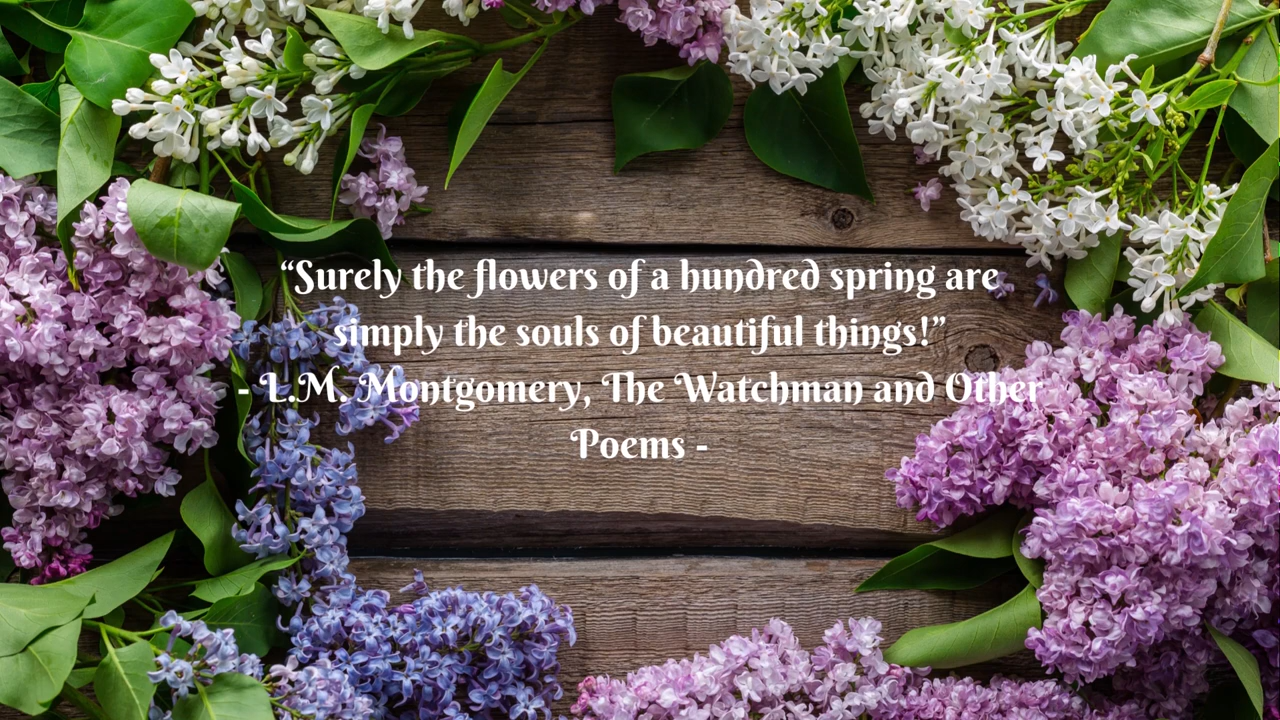 “Surely the flowers of a hundred spring are
simply the souls of beautiful things!”
- L.M. Montgomery, The Watchman and Other
Poems -